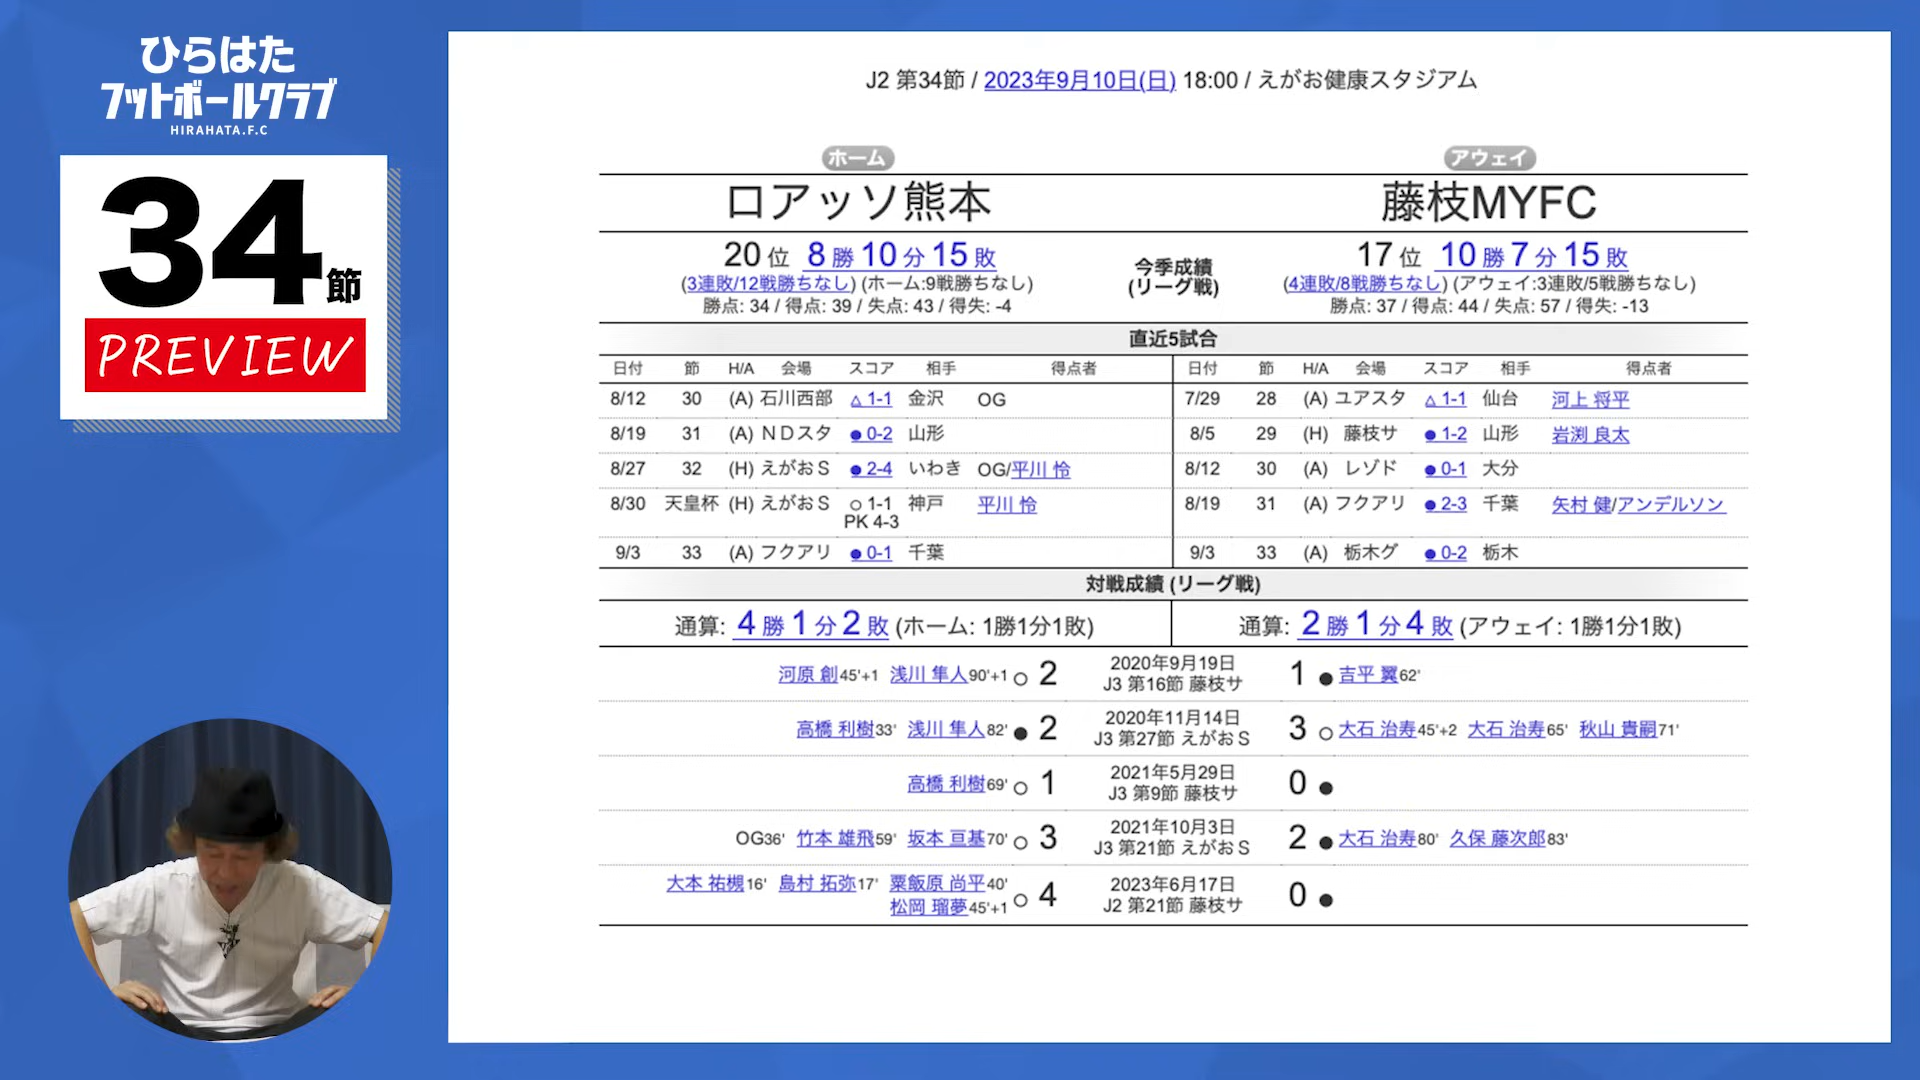 ひらはた
フットボールクラブ
HIRAHATA.F.C
34節
PREVIEW
J2 第34節 / 2023年9月10日(日) 18:00 / えがお健康スタジアム
ホーム アウェイ
ロアッソ熊本 藤枝MYFC
20位 8勝10分15敗 今季成績 17位 10勝7分15敗
(3連敗/12戦勝ちなし) (ホーム:9戦勝ちなし) (リーグ戦) (4連敗/8戦勝ちなし) (アウェイ:3連敗/5戦勝ちなし)
勝点: 34 / 得点: 39 / 失点: 43 / 得失: -4 勝点: 37 / 得点: 44 / 失点: 57 / 得失: -13
直近5試合
日付 節 H/A 会場 スコア 相手 得点者 日付 節 H/A 会場 スコア 相手 得点者
8/12 30 (A) 石川西部 △ 1-1 金沢 OG 7/29 28 (A) ユアスタ △ 1-1 仙台 河上 将平
8/19 31 (A) NDスタ ● 0-2 山形 8/5 29 (H) 藤枝サ ● 1-2 山形 岩渕 良太
8/27 32 (H) えがおS ● 2-4 いわき OG/平川 怜 8/12 30 (A) レゾド ● 0-1 大分
8/30 天皇杯 (H) えがおS ○ 1-1 神戸 平川 怜 8/19 31 (A) フクアリ ● 2-3 千葉 矢村 健/アンデルソン
PK 4-3
9/3 33 (A) フクアリ ● 0-1 千葉 9/3 33 (A) 栃木グ ● 0-2 栃木
対戦成績 (リーグ戦)
通算: 4勝1分2敗 (ホーム: 1勝1分1敗) 通算: 2勝1分4敗 (アウェイ: 1勝1分1敗)
河原 創45'+1 浅川 隼人90'+1 ○ 2 2020年9月19日 1 ● 吉平 翼62'
J3 第16節 藤枝サ
高橋 利樹33' 浅川 隼人82' ● 2 2020年11月14日 3 ○ 大石 治寿45'+2 大石 治寿65' 秋山 貴嗣71'
J3 第27節 えがおS
高橋 利樹69' ○ 1 2021年5月29日 0 ●
J3 第9節 藤枝サ
OG36' 竹本 雄飛59' 坂本 亘基70' ○ 3 2021年10月3日 2 ● 大石 治寿80' 久保 藤次郎83'
J3 第21節 えがおS
大本 祐槻16' 島村 拓弥17' 粟飯原 尚平40' ○ 4 2023年6月17日 0 ●
松岡 瑠夢45'+1 J2 第21節 藤枝サ